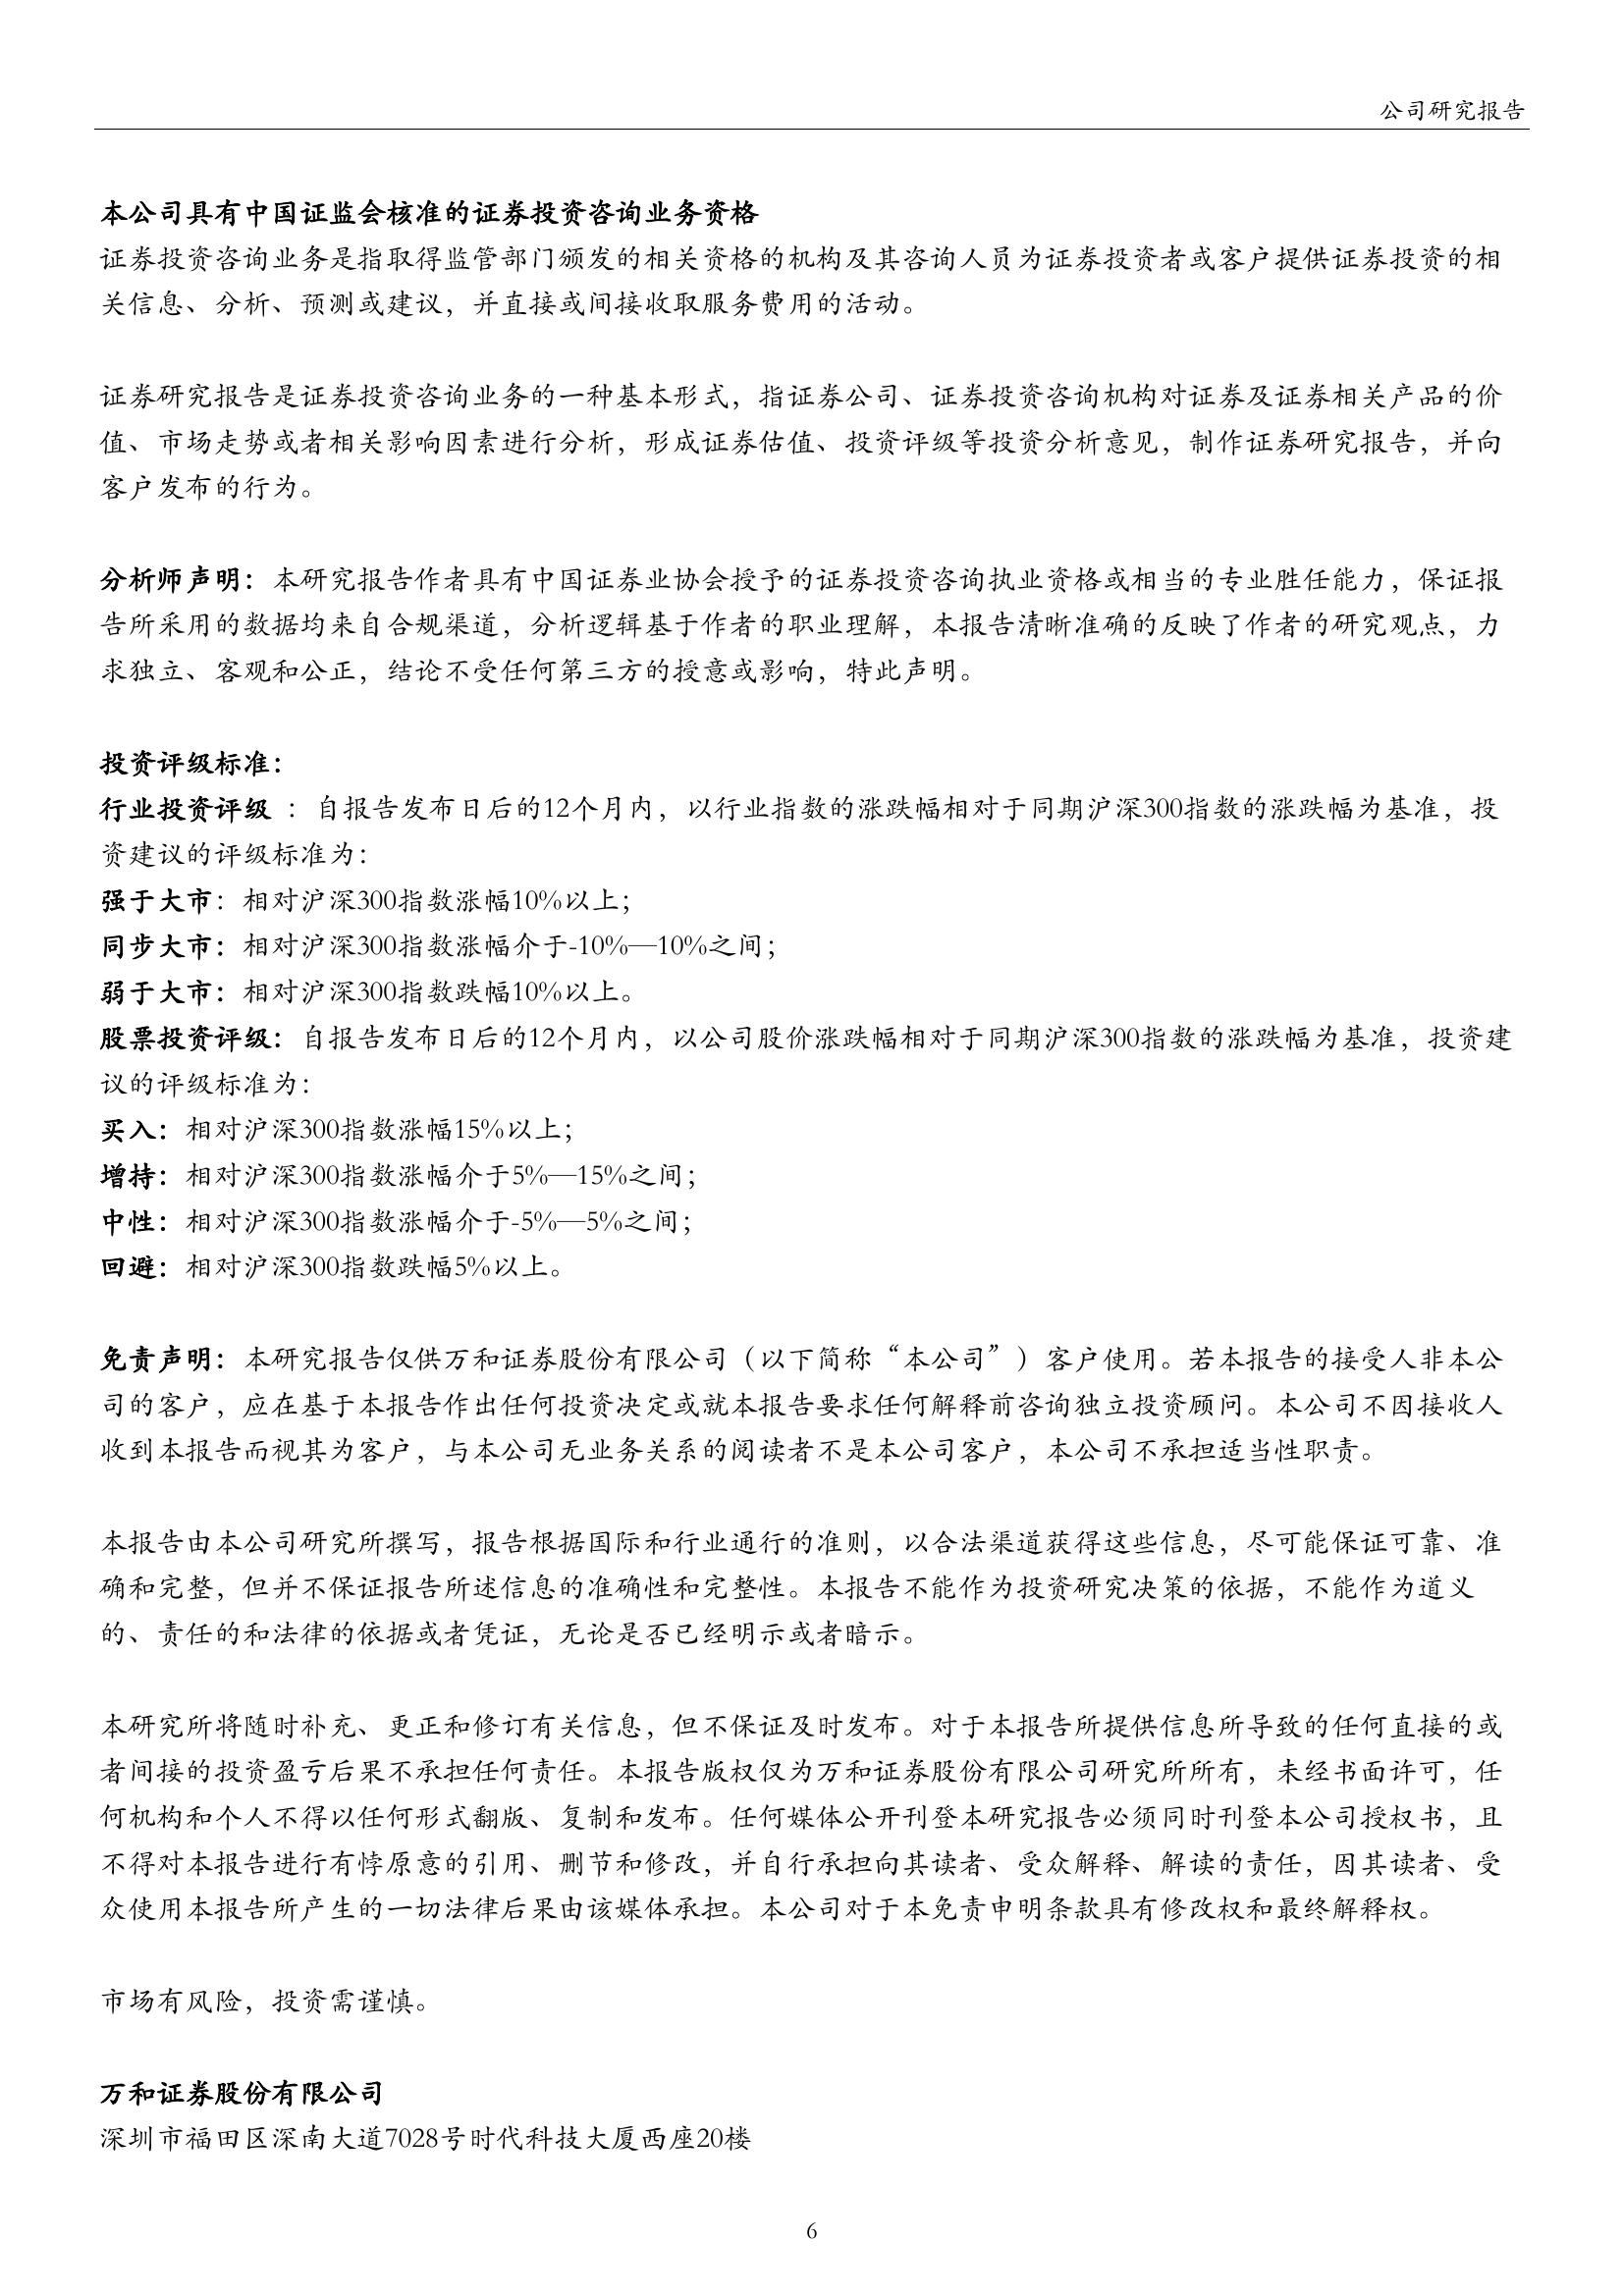 公司研究报告
本公司具有中国证监会核准的证券投资咨询业务资格
证券投资咨询业务是指取得监管部门颁发的相关资格的机构及其咨询人员为证券投资者或客户提供证券投资的相
关信息、分析、预测或建议，并直接或间接收取服务费用的活动。
证券研究报告是证券投资咨询业务的一种基本形式，指证券公司、证券投资咨询机构对证券及证券相关产品的价
值、市场走势或者相关影响因素进行分析，形成证券估值、投资评级等投资分析意见，制作证券研究报告，并向
客户发布的行为。
分析师声明：本研究报告作者具有中国证券业协会授予的证券投资咨询执业资格或相当的专业胜任能力，保证报
告所采用的数据均来自合规渠道，分析逻辑基于作者的职业理解，本报告清晰准确的反映了作者的研究观点，力
求独立、客观和公正，结论不受任何第三方的授意或影响，特此声明。
投资评级标准：
行业投资评级 ：自报告发布日后的12个月内，以行业指数的涨跌幅相对于同期沪深300指数的涨跌幅为基准，投
资建议的评级标准为：
强于大市：相对沪深300指数涨幅10%以上；
同步大市：相对沪深300指数涨幅介于-10%—10%之间；
弱于大市：相对沪深300指数跌幅10%以上。
股票投资评级：自报告发布日后的12个月内，以公司股价涨跌幅相对于同期沪深300指数的涨跌幅为基准，投资建
议的评级标准为：
买入：相对沪深300指数涨幅15%以上；
增持：相对沪深300指数涨幅介于5%—15%之间；
中性：相对沪深300指数涨幅介于-5%—5%之间；
回避：相对沪深300指数跌幅5%以上。
免责声明：本研究报告仅供万和证券股份有限公司（以下简称“本公司”）客户使用。若本报告的接受人非本公
司的客户，应在基于本报告作出任何投资决定或就本报告要求任何解释前咨询独立投资顾问。本公司不因接收人
收到本报告而视其为客户，与本公司无业务关系的阅读者不是本公司客户，本公司不承担适当性职责。
本报告由本公司研究所撰写，报告根据国际和行业通行的准则，以合法渠道获得这些信息，尽可能保证可靠、准
确和完整，但并不保证报告所述信息的准确性和完整性。本报告不能作为投资研究决策的依据，不能作为道义
的、责任的和法律的依据或者凭证，无论是否已经明示或者暗示。
本研究所将随时补充、更正和修订有关信息，但不保证及时发布。对于本报告所提供信息所导致的任何直接的或
者间接的投资盈亏后果不承担任何责任。本报告版权仅为万和证券股份有限公司研究所所有，未经书面许可，任
何机构和个人不得以任何形式翻版、复制和发布。任何媒体公开刊登本研究报告必须同时刊登本公司授权书，且
不得对本报告进行有悖原意的引用、删节和修改，并自行承担向其读者、受众解释、解读的责任，因其读者、受
众使用本报告所产生的一切法律后果由该媒体承担。本公司对于本免责申明条款具有修改权和最终解释权。
市场有风险，投资需谨慎。
万和证券股份有限公司
深圳市福田区深南大道7028号时代科技大厦西座20楼
6